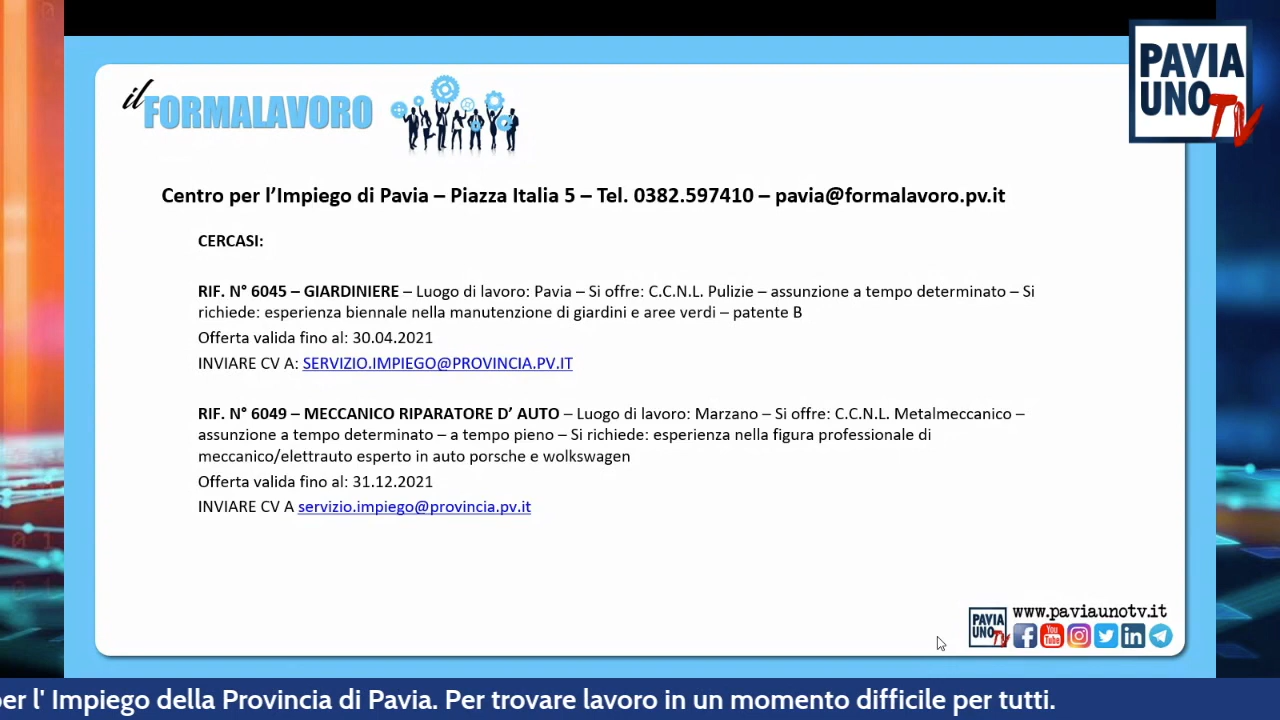 PAVIA
UNO TV
il FORMALAVORO
Centro per l’Impiego di Pavia – Piazza Italia 5 – Tel. 0382.597410 – pavia@formalavoro.pv.it
CERCASI:
RIF. N° 6045 – GIARDINIERE – Luogo di lavoro: Pavia – Si offre: C.C.N.L. Pulizie – assunzione a tempo determinato – Si
richiede: esperienza biennale nella manutenzione di giardini e aree verdi – patente B
Offerta valida fino al: 30.04.2021
INVIARE CV A: SERVIZIO.IMPIEGO@PROVINCIA.PV.IT
RIF. N° 6049 – MECCANICO RIPARATORE D’ AUTO – Luogo di lavoro: Marzano – Si offre: C.C.N.L. Metalmeccanico –
assunzione a tempo determinato – a tempo pieno – Si richiede: esperienza nella figura professionale di
meccanico/elettrauto esperto in auto porsche e wolkswagen
Offerta valida fino al: 31.12.2021
INVIARE CV A servizio.impiego@provincia.pv.it
www.paviaunotv.it
PAVIA
UNO TV
You
Tube
per l' Impiego della Provincia di Pavia. Per trovare lavoro in un momento difficile per tutti.